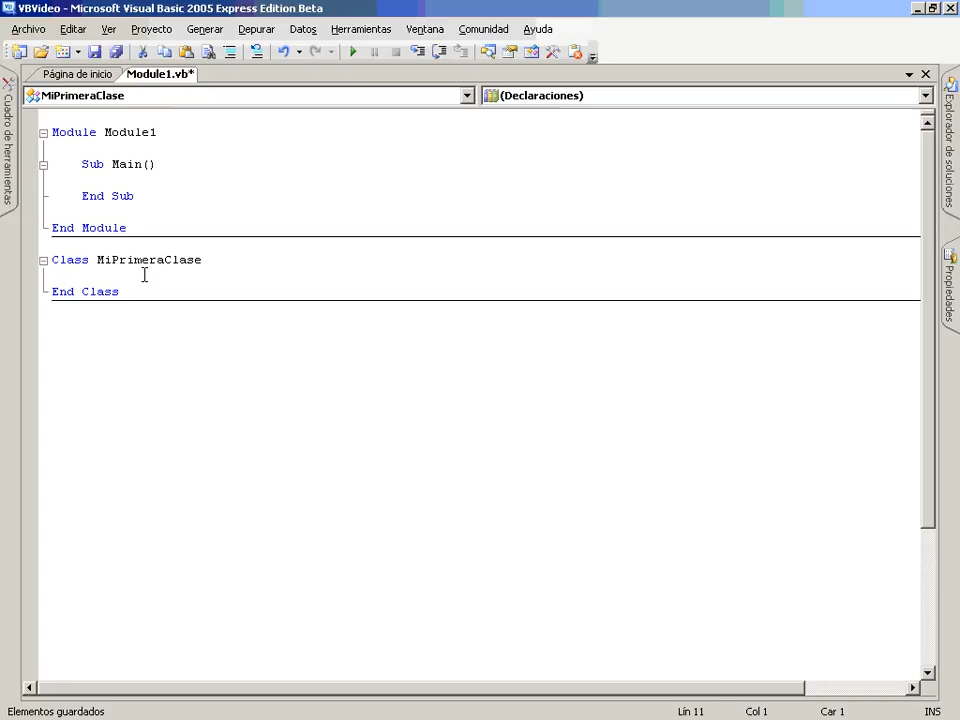 VBVideo - Microsoft Visual Basic 2005 Express Edition Beta
Archivo Editar Ver Proyecto Generar Depurar Datos Herramientas Ventana Comunidad Ayuda
Página de inicio Module1.vb*
MiPrimeraClase (Declaraciones)
Cuadro de herramientas
Module Module1
Sub Main()
End Sub
End Module
Class MiPrimeraClase
End Class
Explorador de soluciones
Propiedades
Elementos guardados Lín 11 Col 1 Car 1 INS